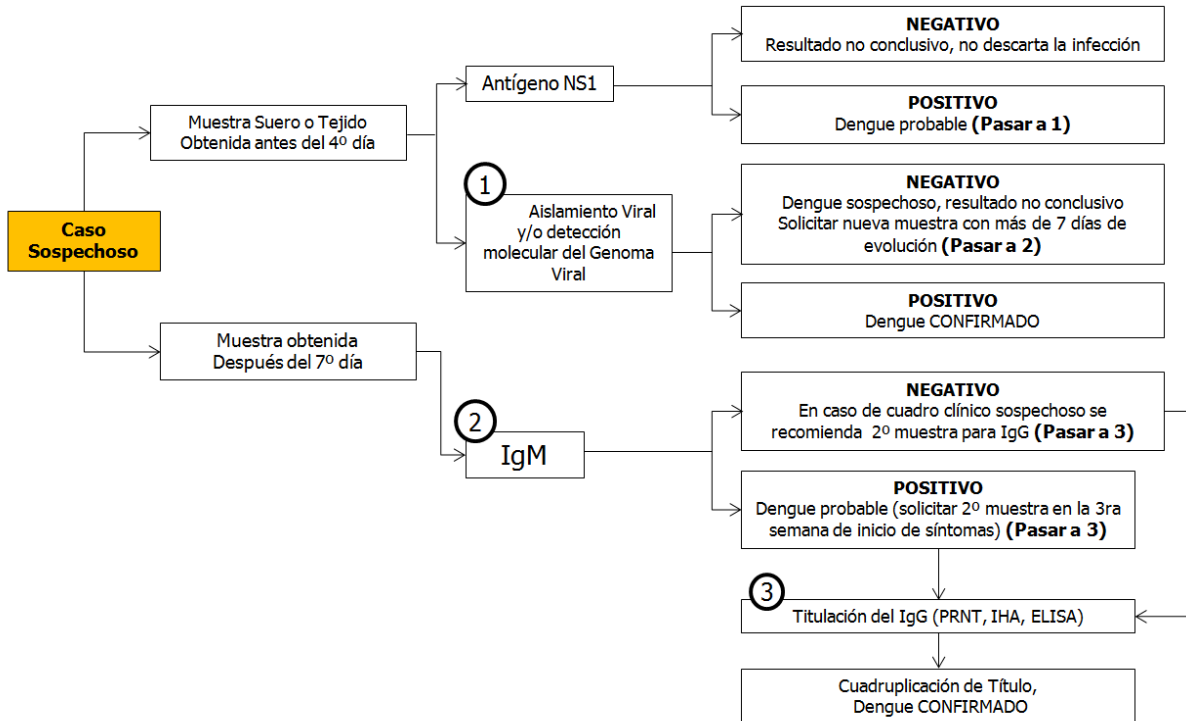 Caso
Sospechoso
Muestra Suero o Tejido
Obtenida antes del 4º día
Antígeno NS1
NEGATIVO
Resultado no conclusivo, no descarta la infección
POSITIVO
Dengue probable (Pasar a 1)
1
Aislamiento Viral
y/o detección
molecular del Genoma
Viral
NEGATIVO
Dengue sospechoso, resultado no conclusivo
Solicitar nueva muestra con más de 7 días de
evolución (Pasar a 2)
POSITIVO
Dengue CONFIRMADO
Muestra obtenida
Después del 7º día
2
IgM
NEGATIVO
En caso de cuadro clínico sospechoso se
recomienda 2º muestra para IgG (Pasar a 3)
POSITIVO
Dengue probable (solicitar 2º muestra en la 3ra
semana de inicio de síntomas) (Pasar a 3)
3
Titulación del IgG (PRNT, IHA, ELISA)
Cuadruplicación de Título,
Dengue CONFIRMADO